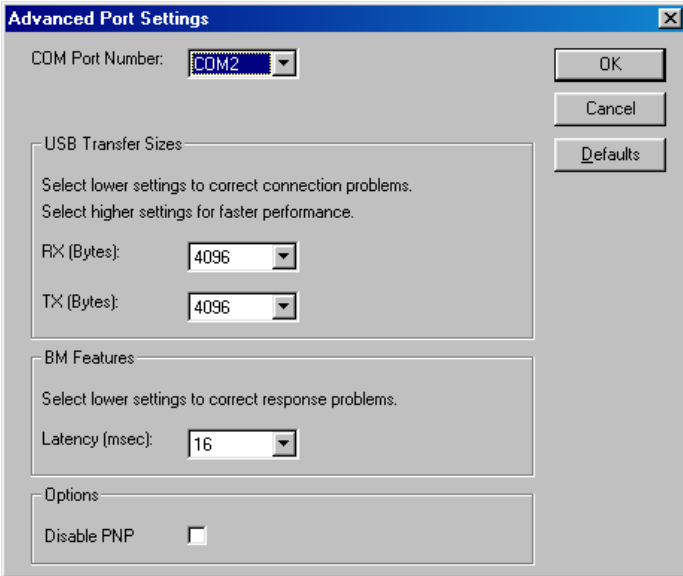 Advanced Port Settings
COM Port Number: COM2
OK
Cancel
Defaults
USB Transfer Sizes
Select lower settings to correct connection problems.
Select higher settings for faster performance.
RX (Bytes): 4096
TX (Bytes): 4096
BM Features
Select lower settings to correct response problems.
Latency (msec): 16
Options
Disable PNP